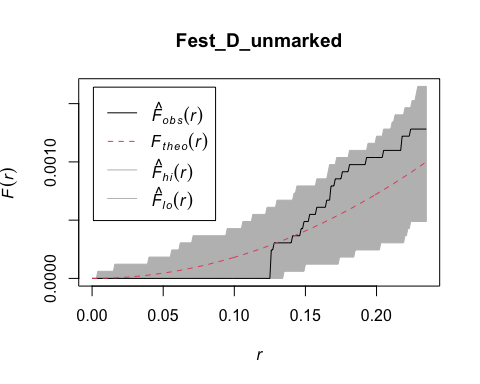 Fest_D_unmarked
F̂obs(r)
Ftheo(r)
F̂hi(r)
F̂lo(r)
F(r)
0.0010
0.0000
0.00 0.05 0.10 0.15 0.20
r